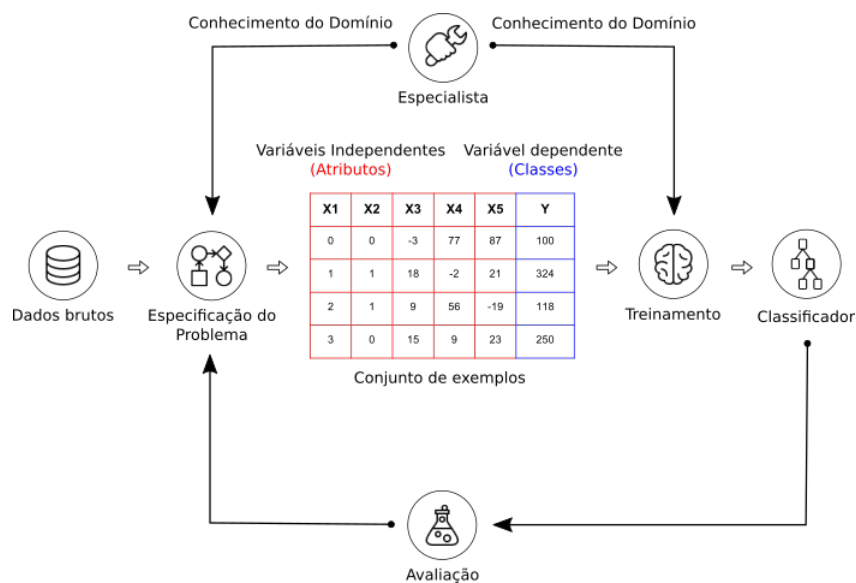 Conhecimento do Domínio
Conhecimento do Domínio
Especialista
Variáveis Independentes
(Atributos)
Variável dependente
(Classes)
X1 X2 X3 X4 X5 Y
0 0 -3 77 87 100
1 1 18 -2 21 324
2 1 9 56 -19 118
3 0 15 9 23 250
Conjunto de exemplos
Dados brutos
Especificação do
Problema
Treinamento
Classificador
Avaliação